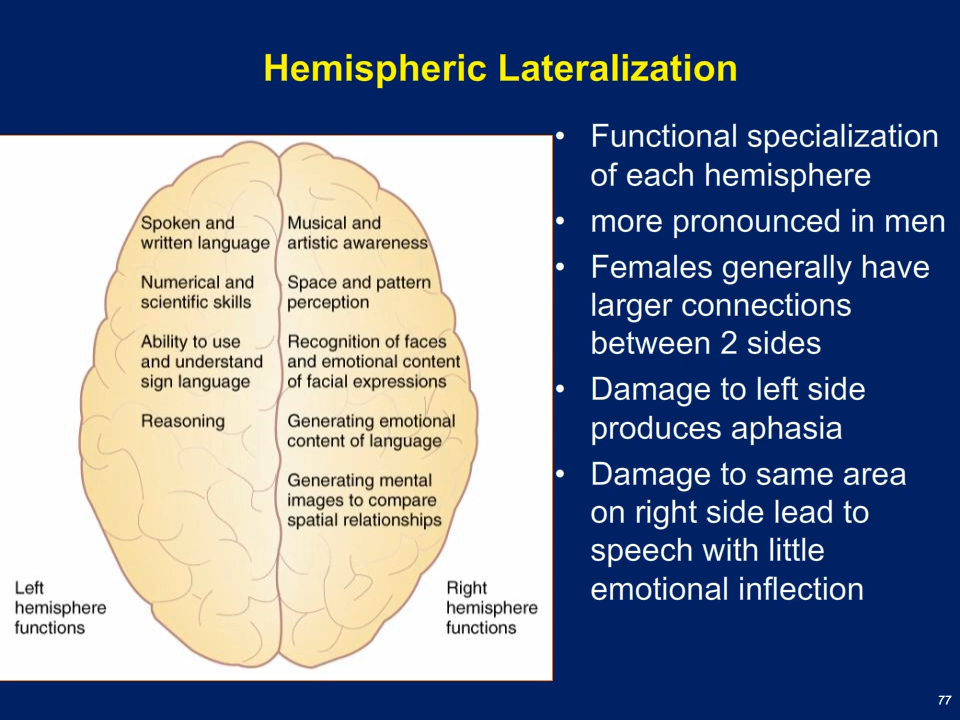 Hemispheric Lateralization
Spoken and
written language
Numerical and
scientific skills
Ability to use
and understand
sign language
Reasoning
Musical and
artistic awareness
Space and pattern
perception
Recognition of faces
and emotional content
of facial expressions
Generating emotional
content of language
Generating mental
images to compare
spatial relationships
Left
hemisphere
functions
Right
hemisphere
functions
• Functional specialization
of each hemisphere
• more pronounced in men
• Females generally have
larger connections
between 2 sides
• Damage to left side
produces aphasia
• Damage to same area
on right side lead to
speech with little
emotional inflection
77